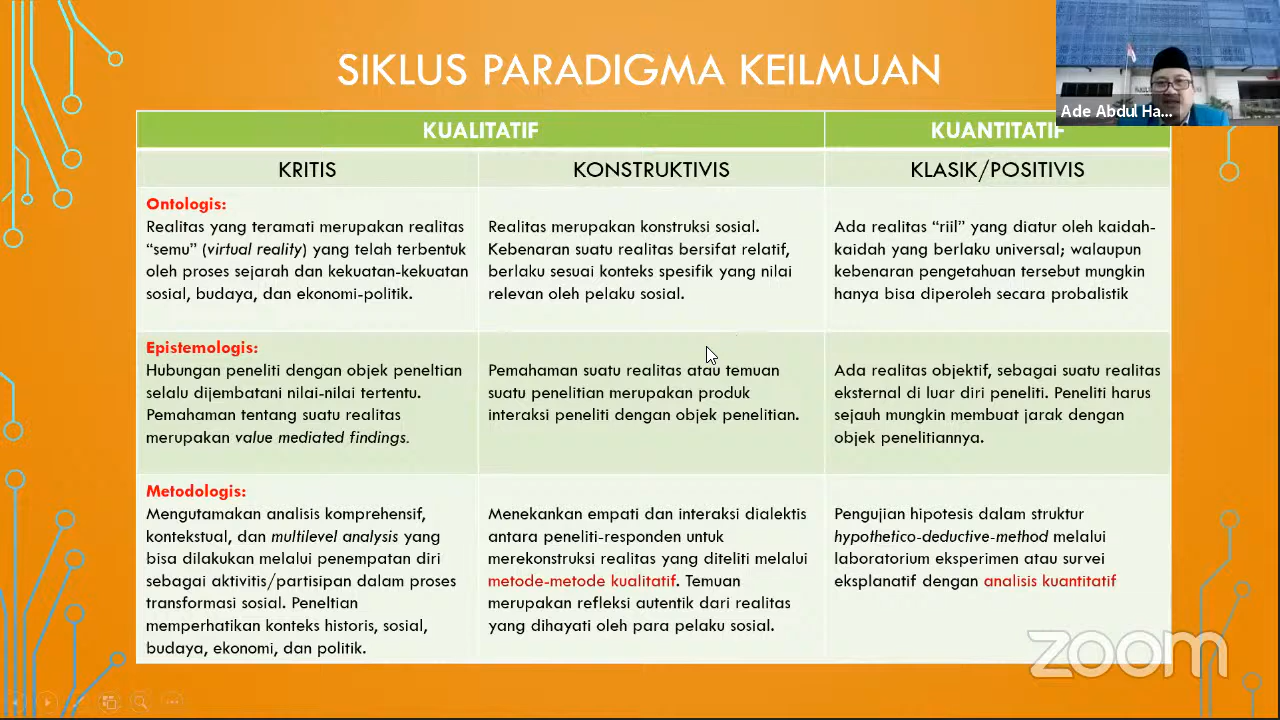 SIKLUS PARADIGMA KEILMUAN
Ade Abdul Ha...
KUALITATIF
KUANTITATIF
KRITIS
KONSTRUKTIVIS
KLASIK/POSITIVIS
Ontologis:
Realitas yang teramati merupakan realitas
“semu” (virtual reality) yang telah terbentuk
oleh proses sejarah dan kekuatan-kekuatan
sosial, budaya, dan ekonomi-politik.
Realitas merupakan konstruksi sosial.
Kebenaran suatu realitas bersifat relatif,
berlaku sesuai konteks spesifik yang nilai
relevan oleh pelaku sosial.
Ada realitas “riil” yang diatur oleh kaidah-
kaidah yang berlaku universal; walaupun
kebenaran pengetahuan tersebut mungkin
hanya bisa diperoleh secara probalistik
Epistemologis:
Hubungan peneliti dengan objek peneltian
selalu dijembatani nilai-nilai tertentu.
Pemahaman tentang suatu realitas
merupakan value mediated findings.
Pemahaman suatu realitas atau temuan
suatu penelitian merupakan produk
interaksi peneliti dengan objek penelitian.
Ada realitas objektif, sebagai suatu realitas
eksternal di luar diri peneliti. Peneliti harus
sejauh mungkin membuat jarak dengan
objek penelitiannya.
Metodologis:
Mengutamakan analisis komprehensif,
kontekstual, dan multilevel analysis yang
bisa dilakukan melalui penempatan diri
sebagai aktivitis/partisipan dalam proses
transformasi sosial. Peneltian
memperhatikan konteks historis, sosial,
budaya, ekonomi, dan politik.
Menekankan empati dan interaksi dialektis
antara peneliti-responden untuk
merekonstruksi realitas yang diteliti melalui
metode-metode kualitatif. Temuan
merupakan refleksi autentik dari realitas
yang dihayati oleh para pelaku sosial.
Pengujian hipotesis dalam struktur
hypothetico-deductive-method melalui
laboratorium eksperimen atau survei
eksplanatif dengan analisis kuantitatif
zoom